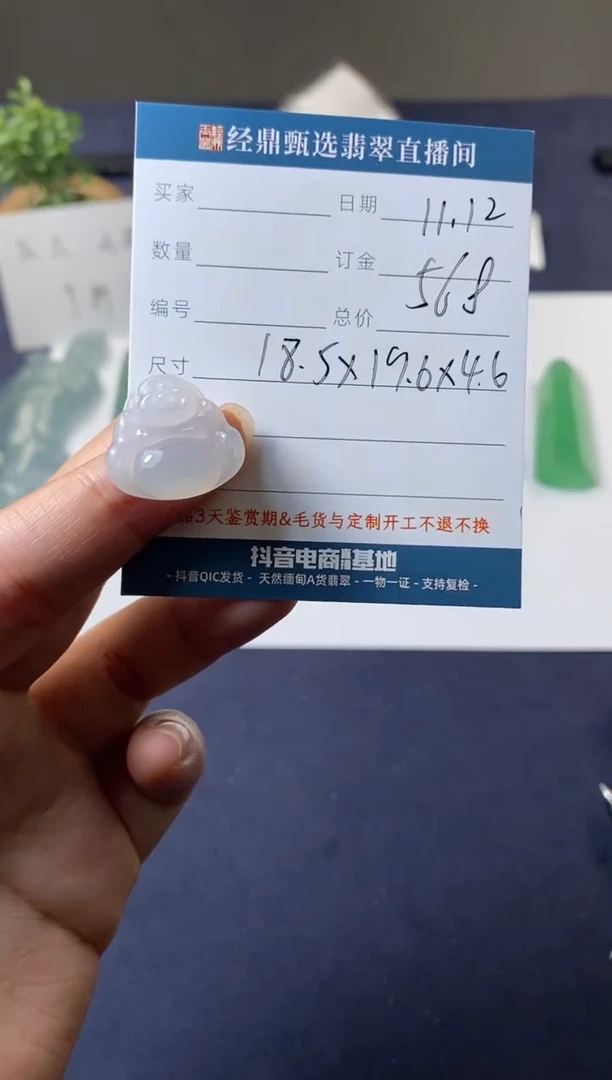 经鼎甄选翡翠直播间
买家 日期 11.12
数量 订金 568
编号 总价
尺寸 18.5x19.6x4.6
3天鉴赏期&毛货与定制开工不退不换
抖音电商 基地
- 抖音QIC发货 - 天然缅甸A货翡翠 - 一物一证 - 支持复检 -